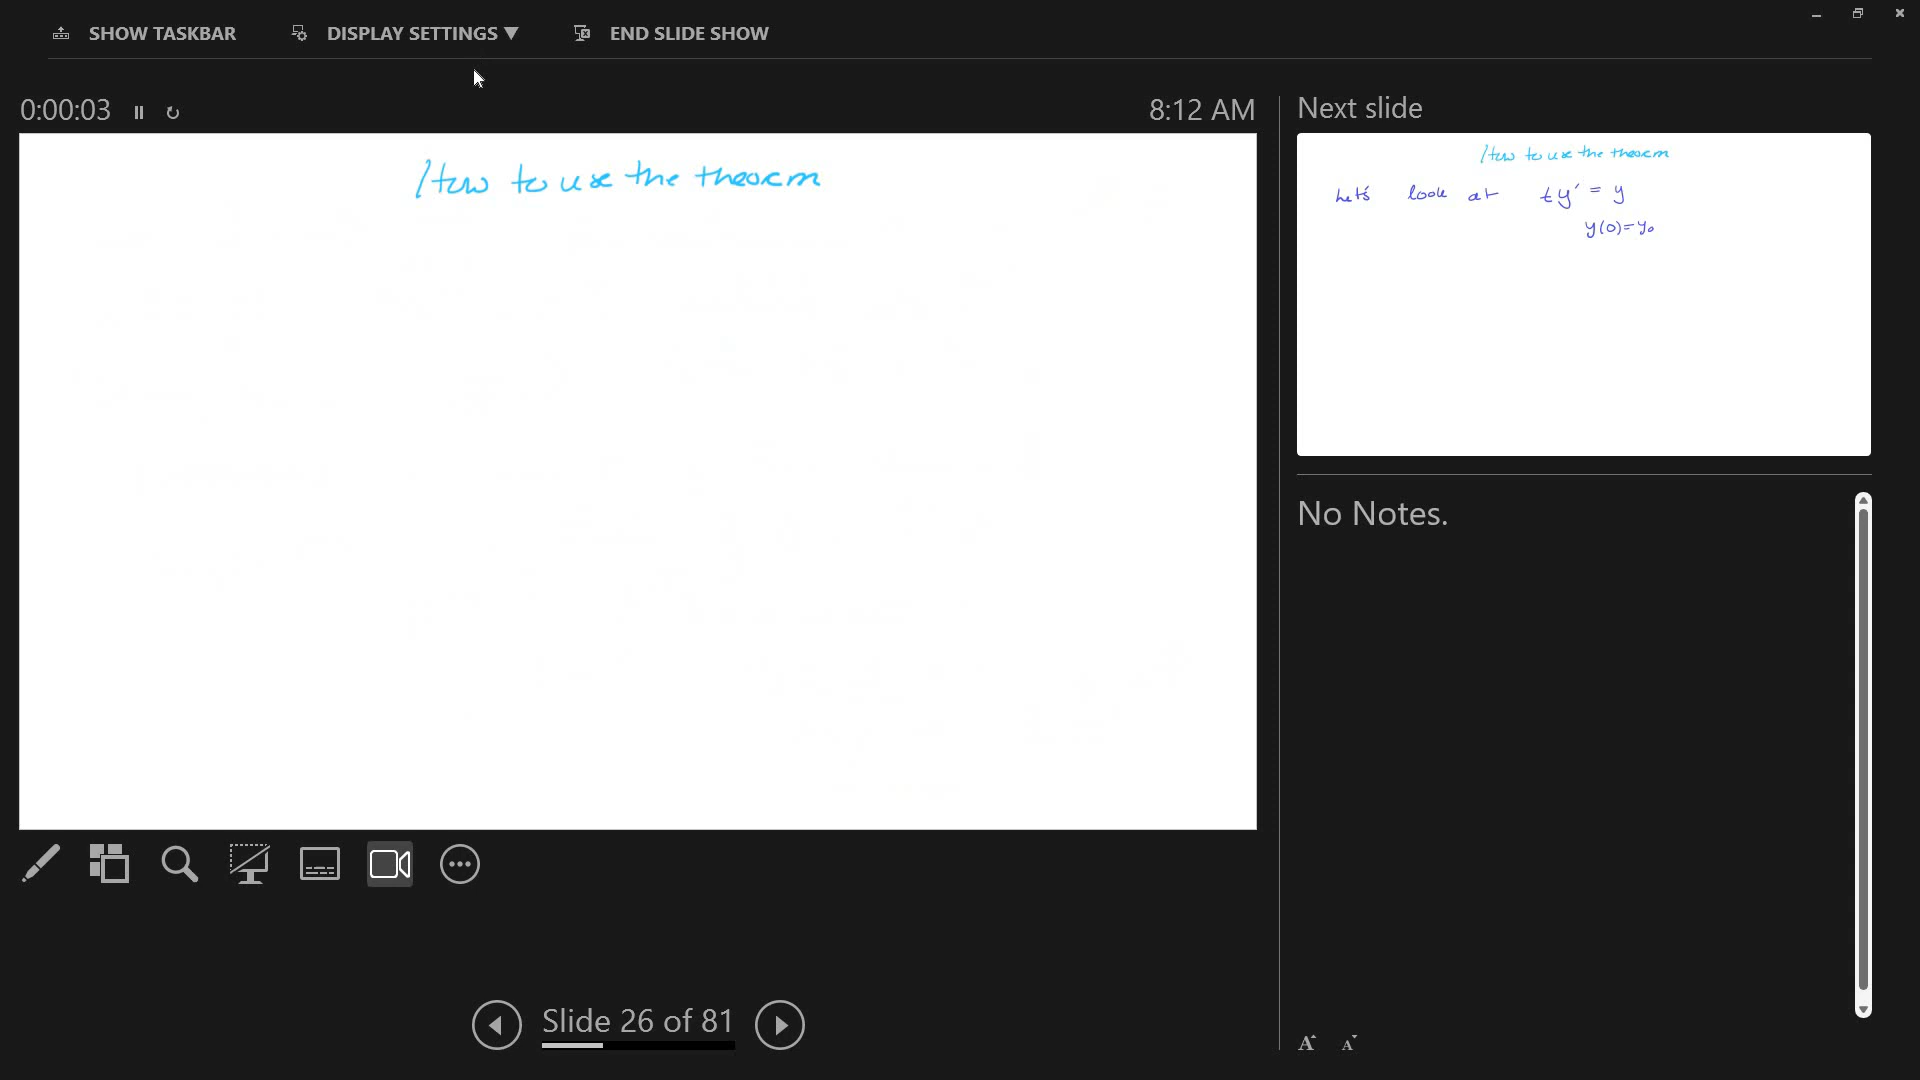 SHOW TASKBAR DISPLAY SETTINGS ▼ END SLIDE SHOW
0:00:03 8:12 AM
How to use the theorem
Next slide
How to use the theorem
Let's look at ty' = y
y(0)=y₀
No Notes.
Slide 26 of 81
A A